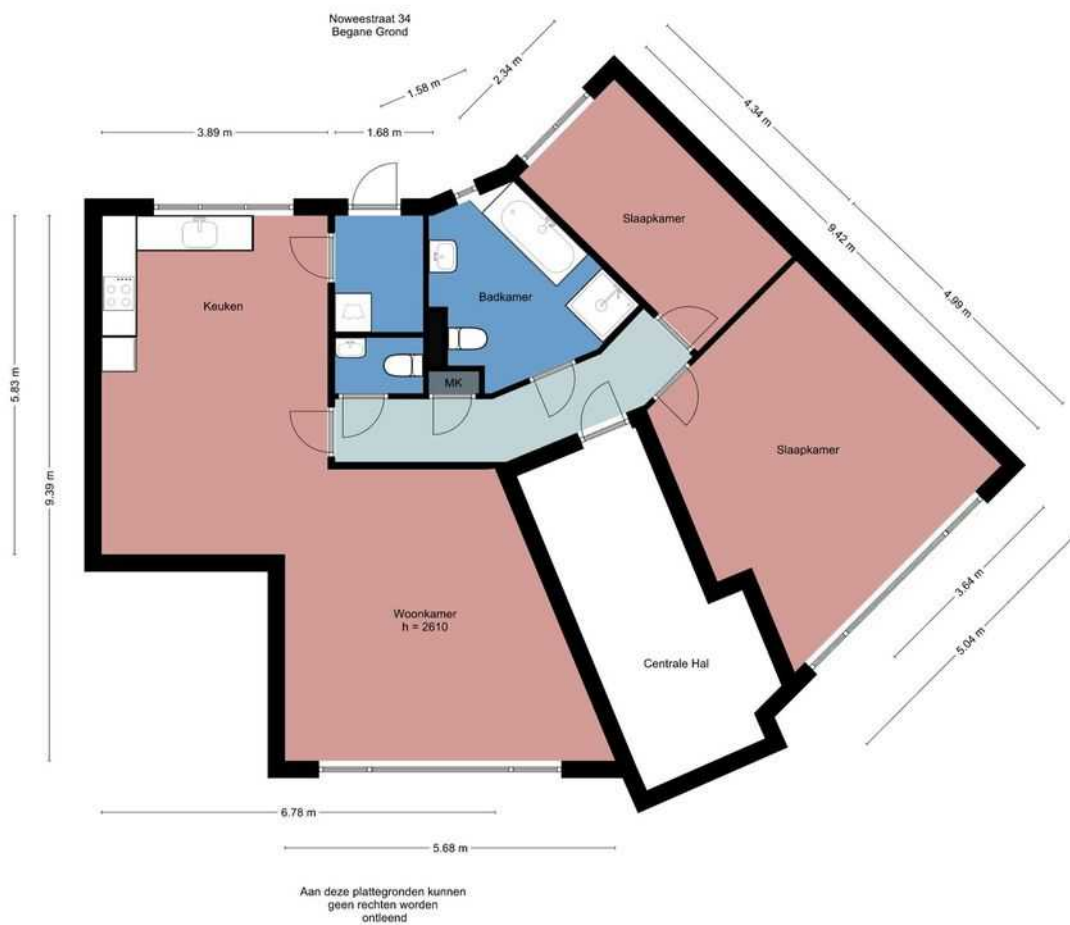 Noweestraat 34
Begane Grond
1.58 m
2.34 m
3.89 m
1.68 m
4.34 m
9.42 m
4.99 m
Slaapkamer
Keuken
Badkamer
MK
5.83 m
9.39 m
Slaapkamer
Woonkamer
h = 2610
Centrale Hal
3.64 m
5.04 m
6.78 m
5.68 m
Aan deze plattegronden kunnen
geen rechten worden
ontleend